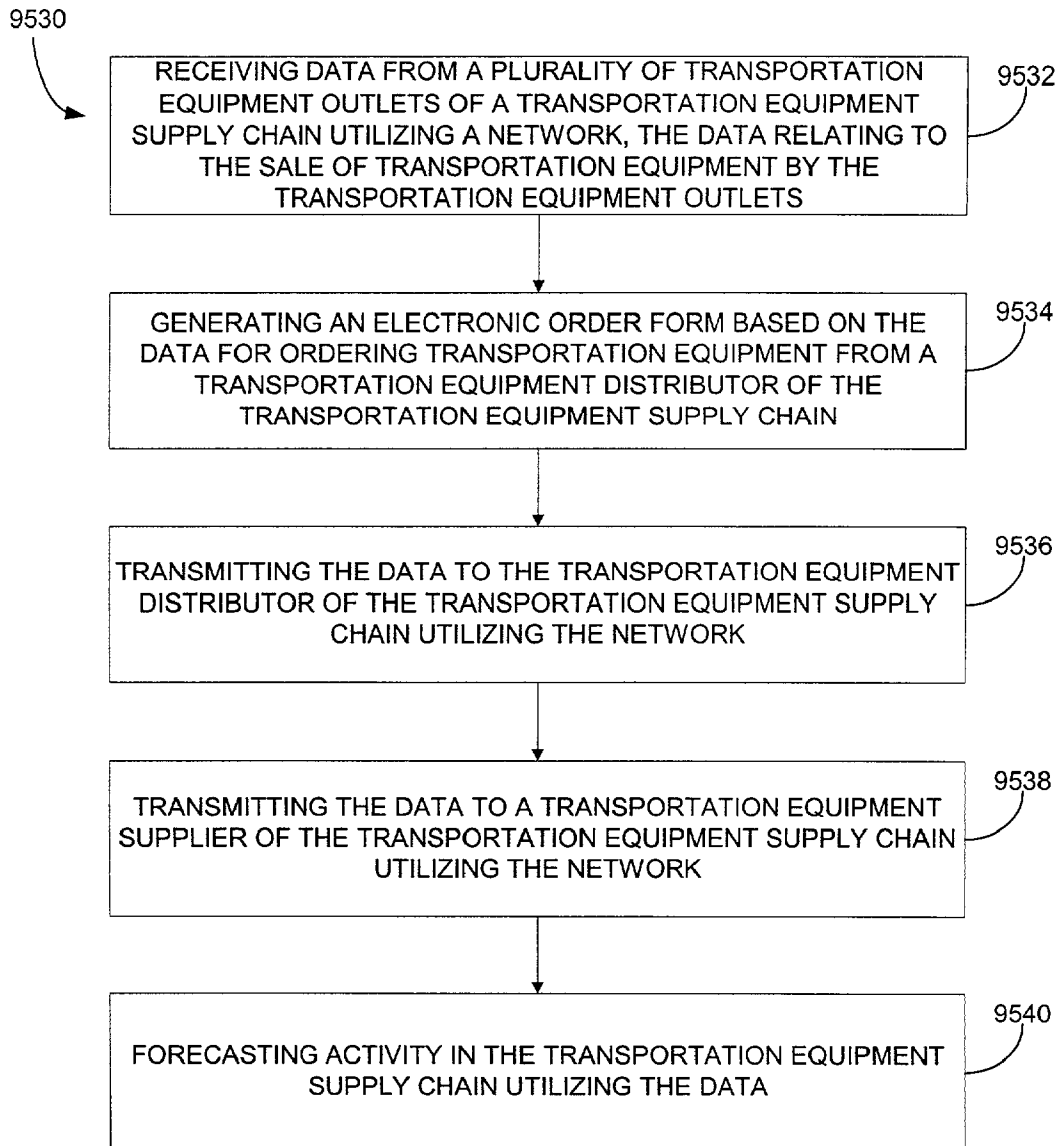 9530
RECEIVING DATA FROM A PLURALITY OF TRANSPORTATION
EQUIPMENT OUTLETS OF A TRANSPORTATION EQUIPMENT
SUPPLY CHAIN UTILIZING A NETWORK, THE DATA RELATING TO
THE SALE OF TRANSPORTATION EQUIPMENT BY THE
TRANSPORTATION EQUIPMENT OUTLETS
9532
GENERATING AN ELECTRONIC ORDER FORM BASED ON THE
DATA FOR ORDERING TRANSPORTATION EQUIPMENT FROM A
TRANSPORTATION EQUIPMENT DISTRIBUTOR OF THE
TRANSPORTATION EQUIPMENT SUPPLY CHAIN
9534
TRANSMITTING THE DATA TO THE TRANSPORTATION EQUIPMENT
DISTRIBUTOR OF THE TRANSPORTATION EQUIPMENT SUPPLY
CHAIN UTILIZING THE NETWORK
9536
TRANSMITTING THE DATA TO A TRANSPORTATION EQUIPMENT
SUPPLIER OF THE TRANSPORTATION EQUIPMENT SUPPLY CHAIN
UTILIZING THE NETWORK
9538
FORECASTING ACTIVITY IN THE TRANSPORTATION EQUIPMENT
SUPPLY CHAIN UTILIZING THE DATA
9540